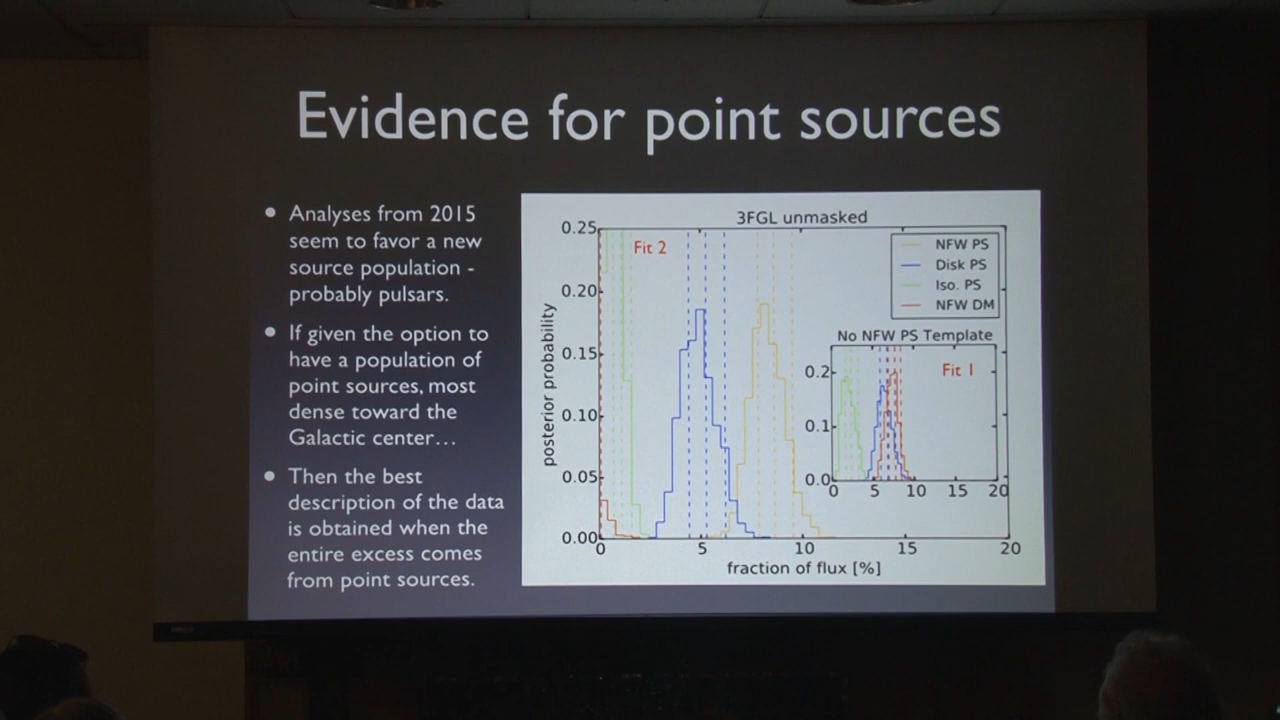 Evidence for point sources
• Analyses from 2015
seem to favor a new
source population -
probably pulsars.
• If given the option to
have a population of
point sources, most
dense toward the
Galactic center...
• Then the best
description of the data
is obtained when the
entire excess comes
from point sources.
3FGL unmasked
Fit 2
NFW PS
Disk PS
Iso. PS
NFW DM
No NFW PS Template
Fit 1
0.2
0.1
0.0
0 5 10 15 20
posterior probability
0.25
0.20
0.15
0.10
0.05
0.00
0 5 10 15 20
fraction of flux [%]